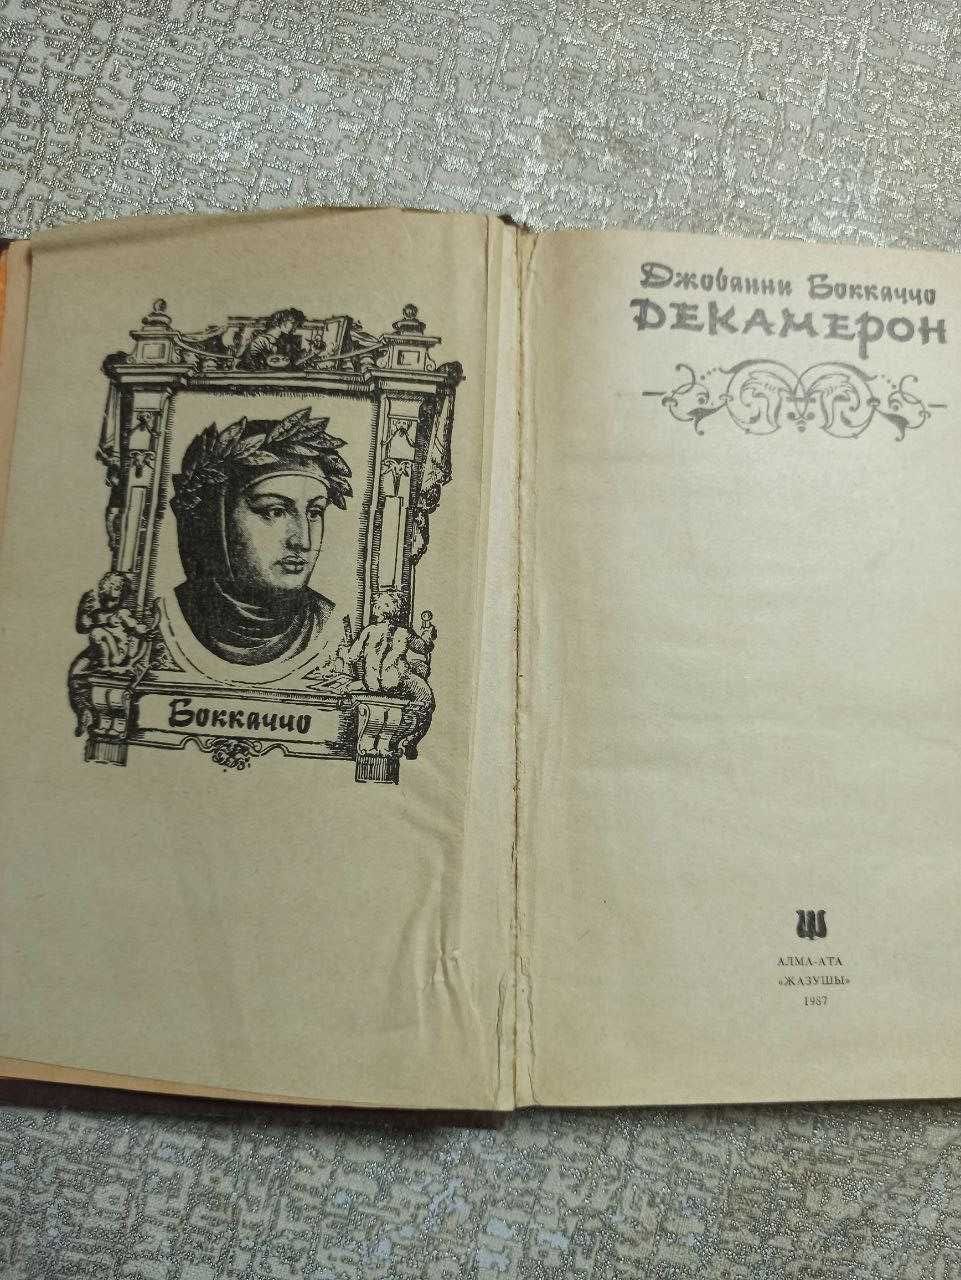 Боккаччо
Джованни Боккаччо
ДЕКАМЕРОН
АЛМА-АТА
«ЖАЗУШЫ»
1987